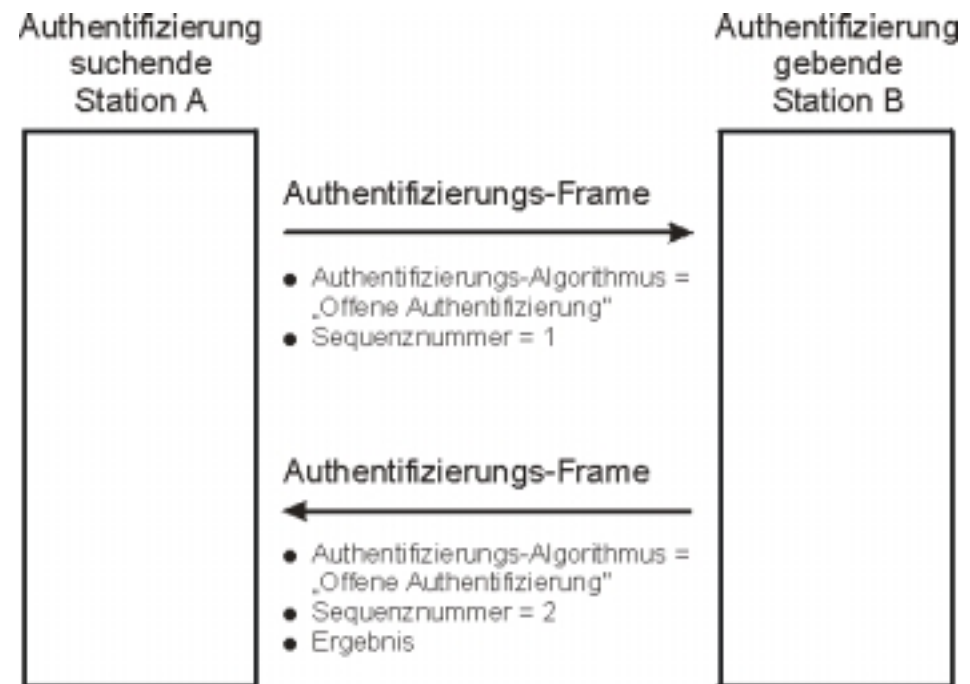 Authentifizierung
suchende
Station A
Authentifizierung
gebende
Station B
Authentifizierungs-Frame
● Authentifizierungs-Algorithmus =
„Offene Authentifizierung"
● Sequenznummer = 1
Authentifizierungs-Frame
● Authentifizierungs-Algorithmus =
„Offene Authentifizierung"
● Sequenznummer = 2
● Ergebnis